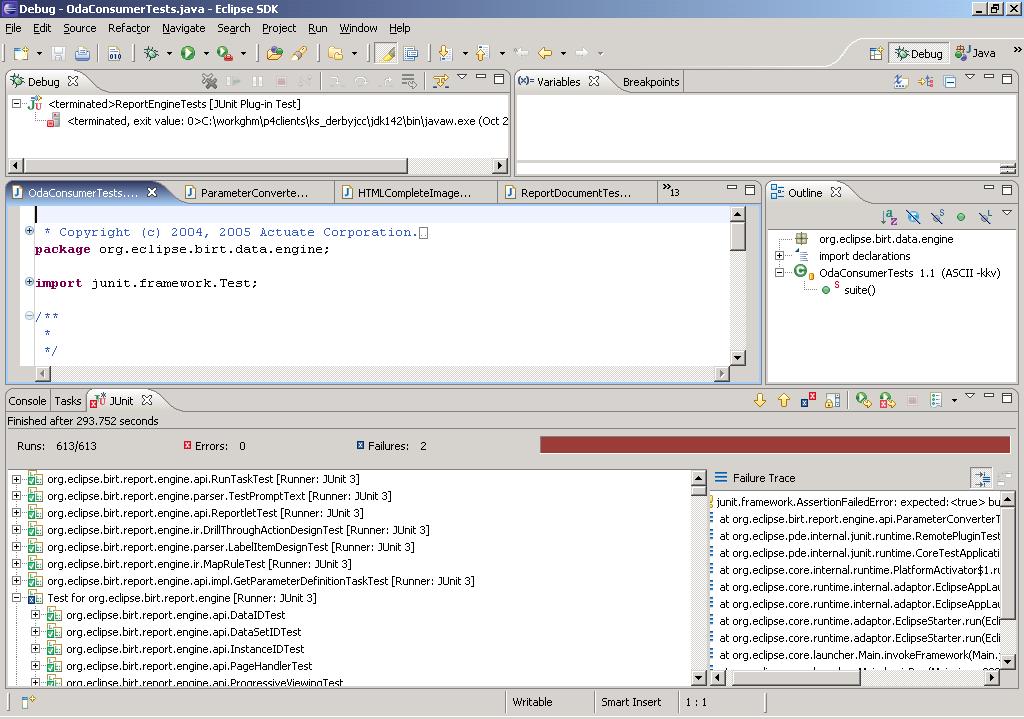 Debug - OdaConsumerTests.java - Eclipse SDK
File Edit Source Refactor Navigate Search Project Run Window Help
Debug Java »
Debug
<terminated>ReportEngineTests [JUnit Plug-in Test]
<terminated, exit value: 0>C:\workghm\p4clients\ks_derbyjcc\jdk142\bin\javaw.exe (Oct 2
(x)= Variables Breakpoints
OdaConsumerTests.... ParameterConverte... HTMLCompleteImage... ReportDocumentTes... »13
* Copyright (c) 2004, 2005 Actuate Corporation.
package org.eclipse.birt.data.engine;
import junit.framework.Test;
/**
*
*/
Outline
org.eclipse.birt.data.engine
import declarations
OdaConsumerTests 1.1 (ASCII -kkv)
suite()
Console Tasks JUnit
Finished after 293.752 seconds
Runs: 613/613 Errors: 0 Failures: 2
org.eclipse.birt.report.engine.api.RunTaskTest [Runner: JUnit 3]
org.eclipse.birt.report.engine.parser.TestPromptText [Runner: JUnit 3]
org.eclipse.birt.report.engine.api.ReportletTest [Runner: JUnit 3]
org.eclipse.birt.report.engine.ir.DrillThroughActionDesignTest [Runner: JUnit 3]
org.eclipse.birt.report.engine.parser.LabelItemDesignTest [Runner: JUnit 3]
org.eclipse.birt.report.engine.ir.MapRuleTest [Runner: JUnit 3]
org.eclipse.birt.report.engine.api.impl.GetParameterDefinitionTaskTest [Runner: JUnit 3]
Test for org.eclipse.birt.report.engine [Runner: JUnit 3]
org.eclipse.birt.report.engine.api.DataIDTest
org.eclipse.birt.report.engine.api.DataSetIDTest
org.eclipse.birt.report.engine.api.InstanceIDTest
org.eclipse.birt.report.engine.api.PageHandlerTest
org.eclipse.birt.report.engine.api.ProgressiveViewingTest
Failure Trace
junit.framework.AssertionFailedError: expected:<true> bu
at org.eclipse.birt.report.engine.api.ParameterConverterT
at org.eclipse.pde.internal.junit.runtime.RemotePluginTest
at org.eclipse.pde.internal.junit.runtime.CoreTestApplicati
at org.eclipse.core.internal.runtime.PlatformActivator$1.ru
at org.eclipse.core.runtime.internal.adaptor.EclipseAppLau
at org.eclipse.core.runtime.internal.adaptor.EclipseAppLau
at org.eclipse.core.runtime.adaptor.EclipseStarter.run(Ecli
at org.eclipse.core.runtime.adaptor.EclipseStarter.run(Ecli
at org.eclipse.core.launcher.Main.invokeFramework(Main.
Writable Smart Insert 1 : 1